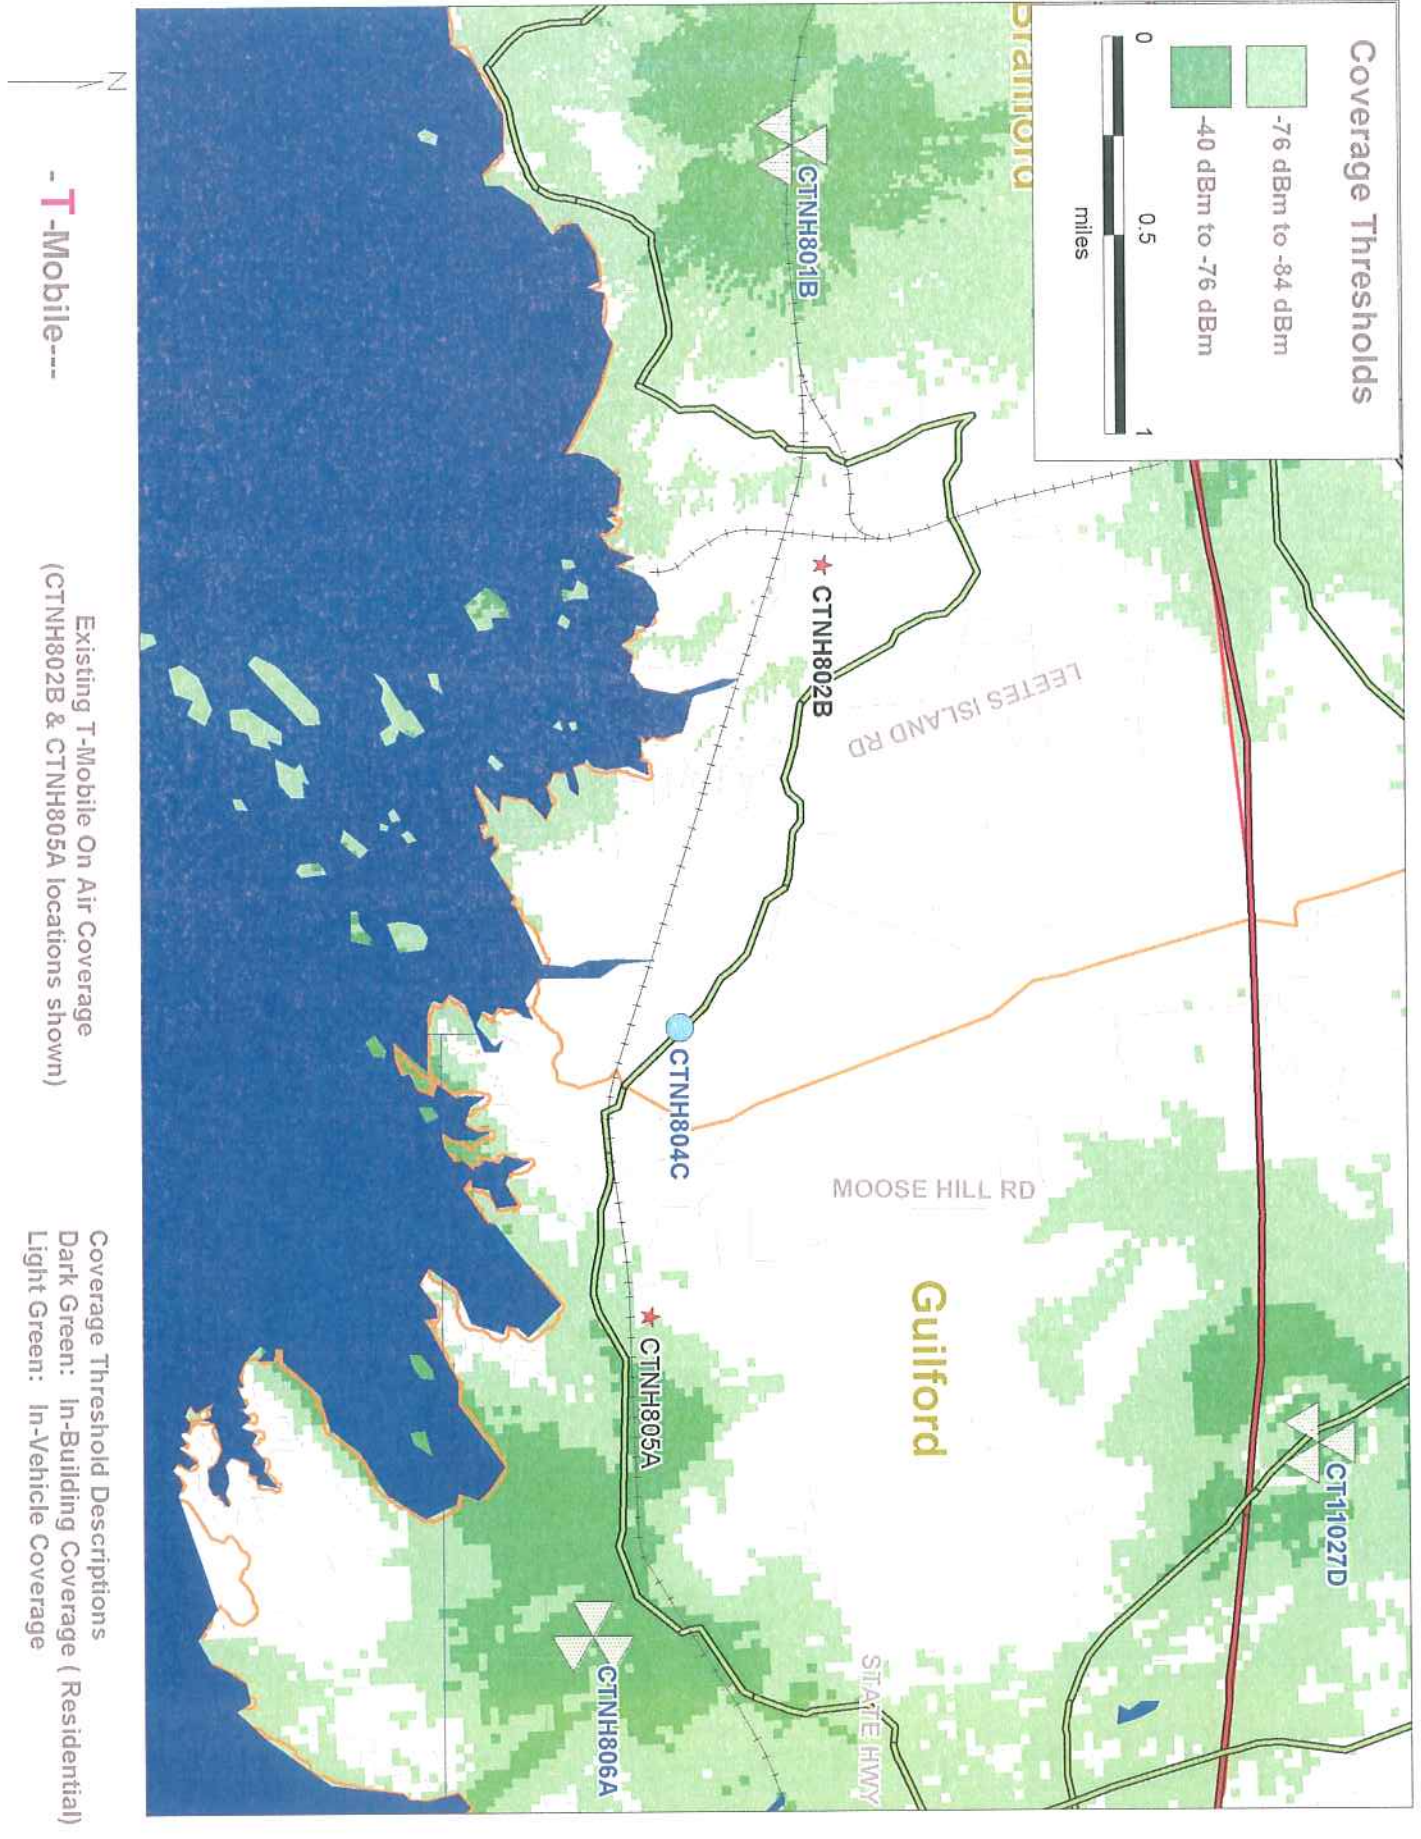 Coverage Thresholds
-76 dBm to -84 dBm
-40 dBm to -76 dBm
0 0.5 1
miles
Branford
CTNH801B
CTNH802B
LEETES ISLAND RD
CTNH804C
MOOSE HILL RD
Guilford
CTNH805A
CT11027D
CTNH806A
STATE HWY
N
- T -Mobile---
Existing T-Mobile On Air Coverage
(CTNH802B & CTNH805A locations shown)
Coverage Threshold Descriptions
Dark Green: In-Building Coverage ( Residential)
Light Green: In-Vehicle Coverage